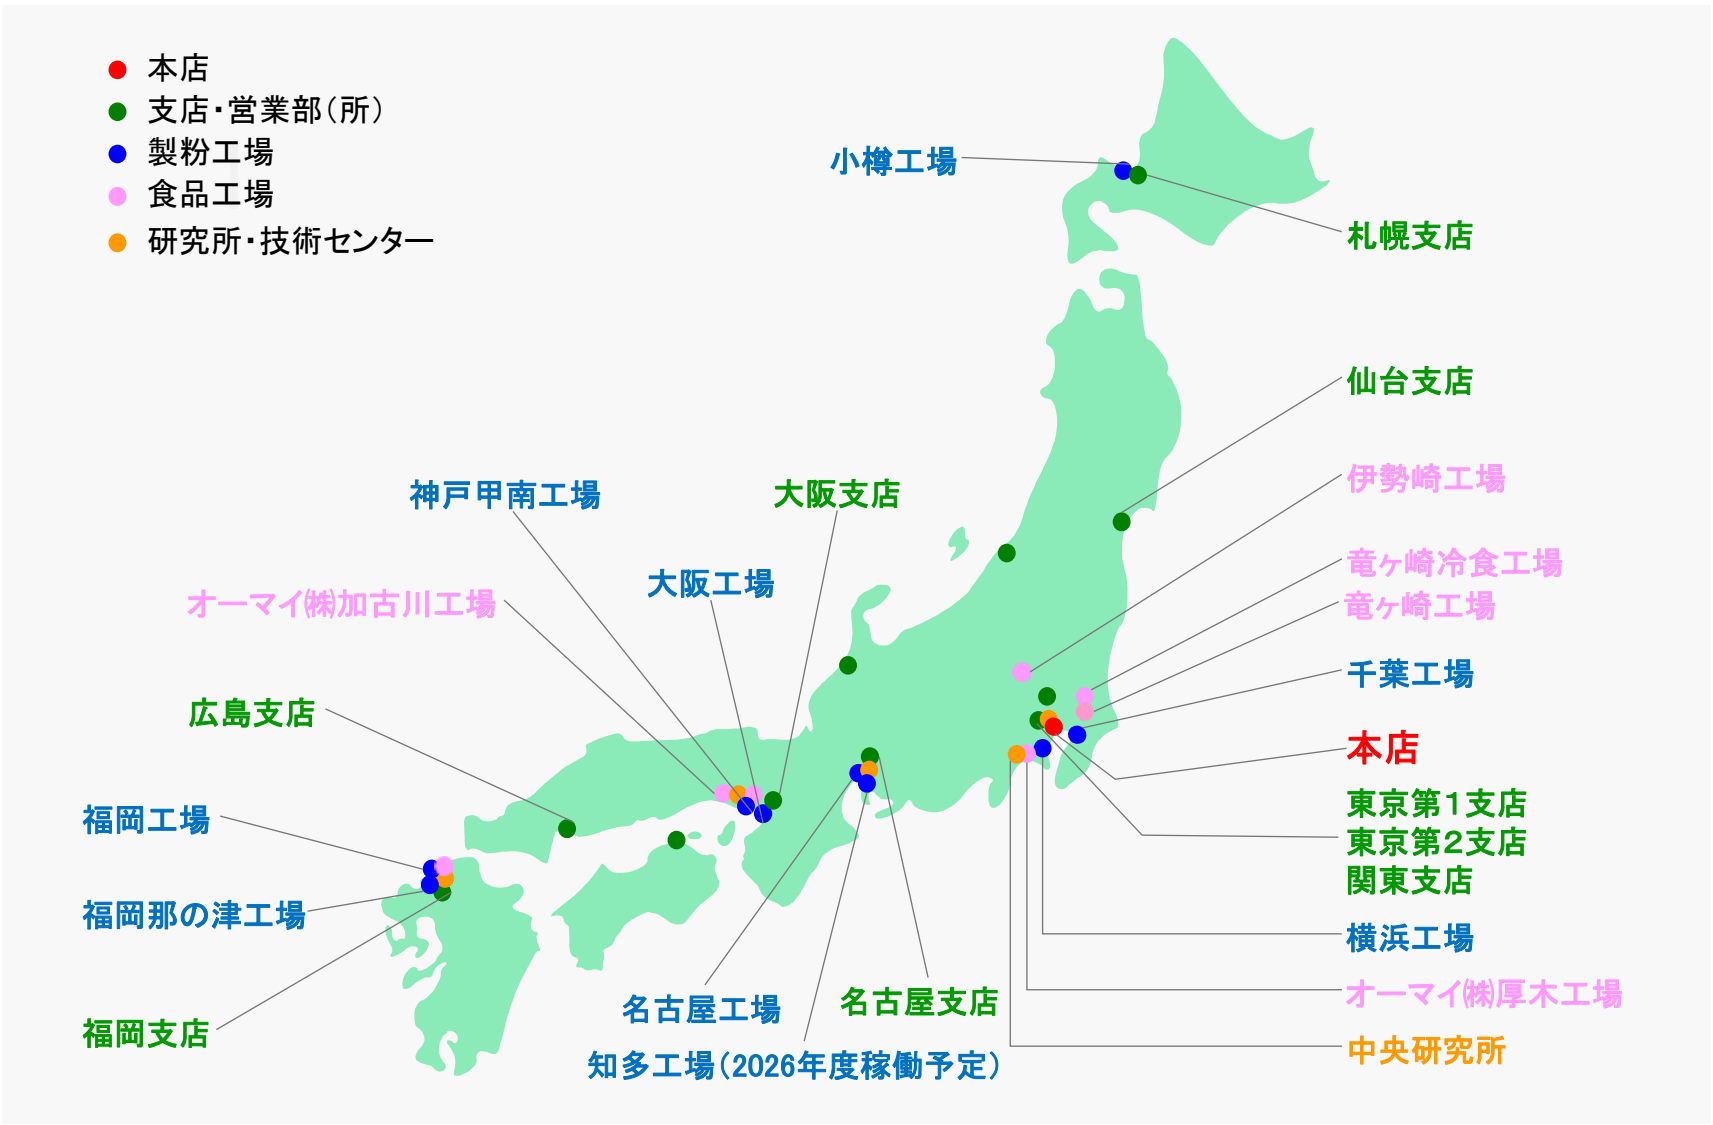 本店
支店・営業部（所）
製粉工場
食品工場
研究所・技術センター
小樽工場
札幌支店
仙台支店
伊勢崎工場
竜ヶ崎冷食工場
竜ヶ崎工場
千葉工場
本店
東京第１支店
東京第２支店
関東支店
横浜工場
オーマイ㈱厚木工場
中央研究所
神戸甲南工場
大阪支店
大阪工場
オーマイ㈱加古川工場
広島支店
福岡工場
福岡那の津工場
福岡支店
名古屋工場
名古屋支店
知多工場（2026年度稼働予定）